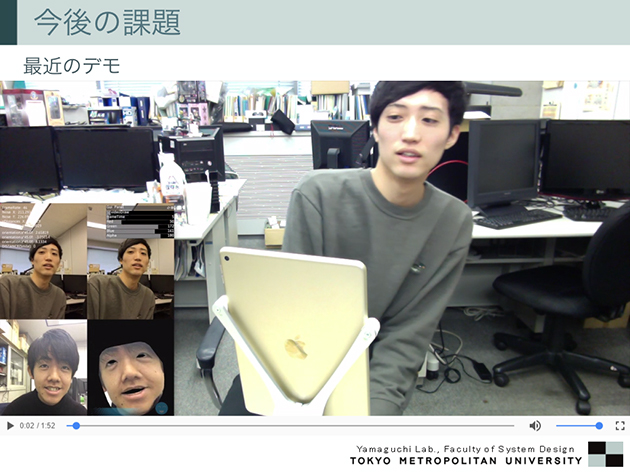 今後の課題
最近のデモ
0:02 / 1:52
Yamaguchi Lab., Faculty of System Design
TOKYO METROPOLITAN UNIVERSITY